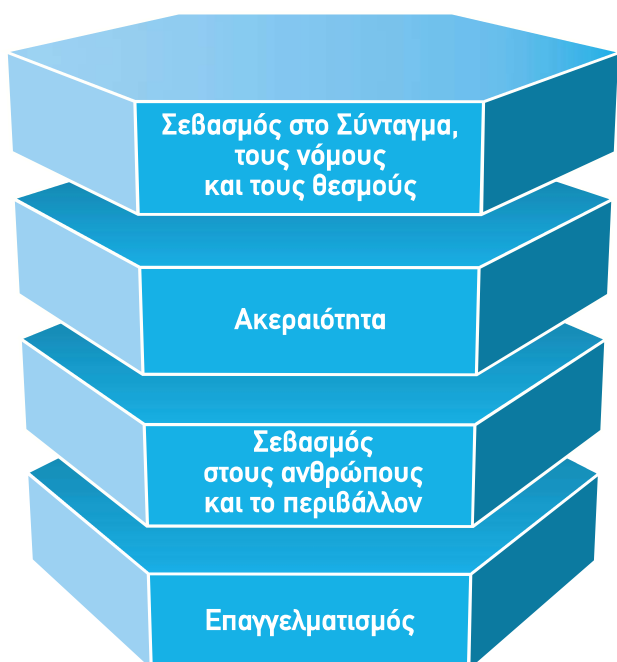 Σεβασμός στο Σύνταγμα,
τους νόμους
και τους θεσμούς
Ακεραιότητα
Σεβασμός
στους ανθρώπους
και το περιβάλλον
Επαγγελματισμός